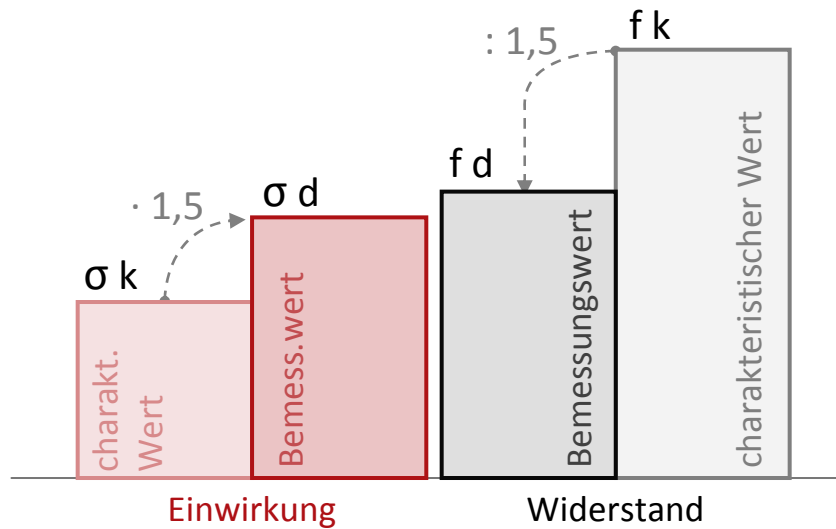 f k
: 1,5
f d
σ d
· 1,5
σ k
charakt.
Wert
Bemess.wert
Bemessungswert
charakteristischer Wert
Einwirkung
Widerstand